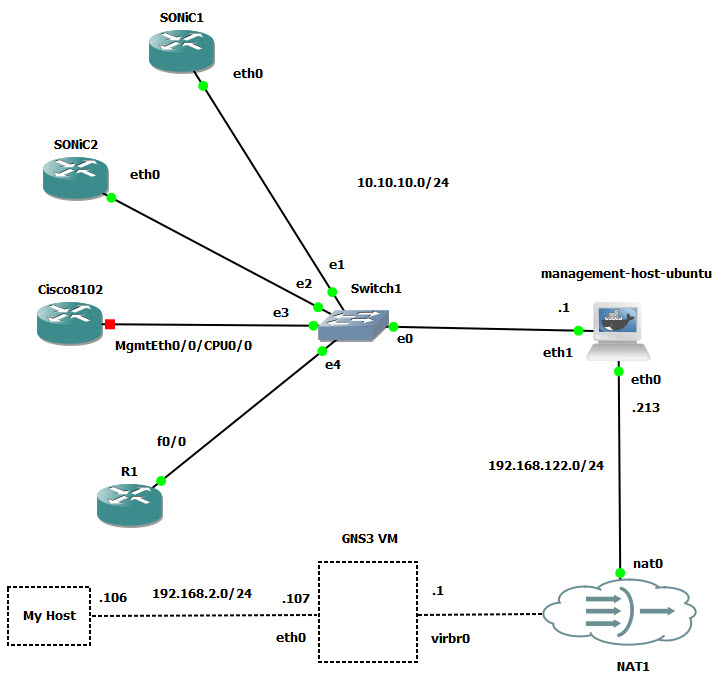 SONiC1
eth0
SONiC2
eth0
10.10.10.0/24
e1
e2
Switch1
management-host-ubuntu
Cisco8102
e3
.1
MgmtEth0/0/CPU0/0
e0
eth1
e4
eth0
.213
f0/0
R1
192.168.122.0/24
GNS3 VM
nat0
.106
192.168.2.0/24
.107
.1
My Host
eth0
virbr0
NAT1